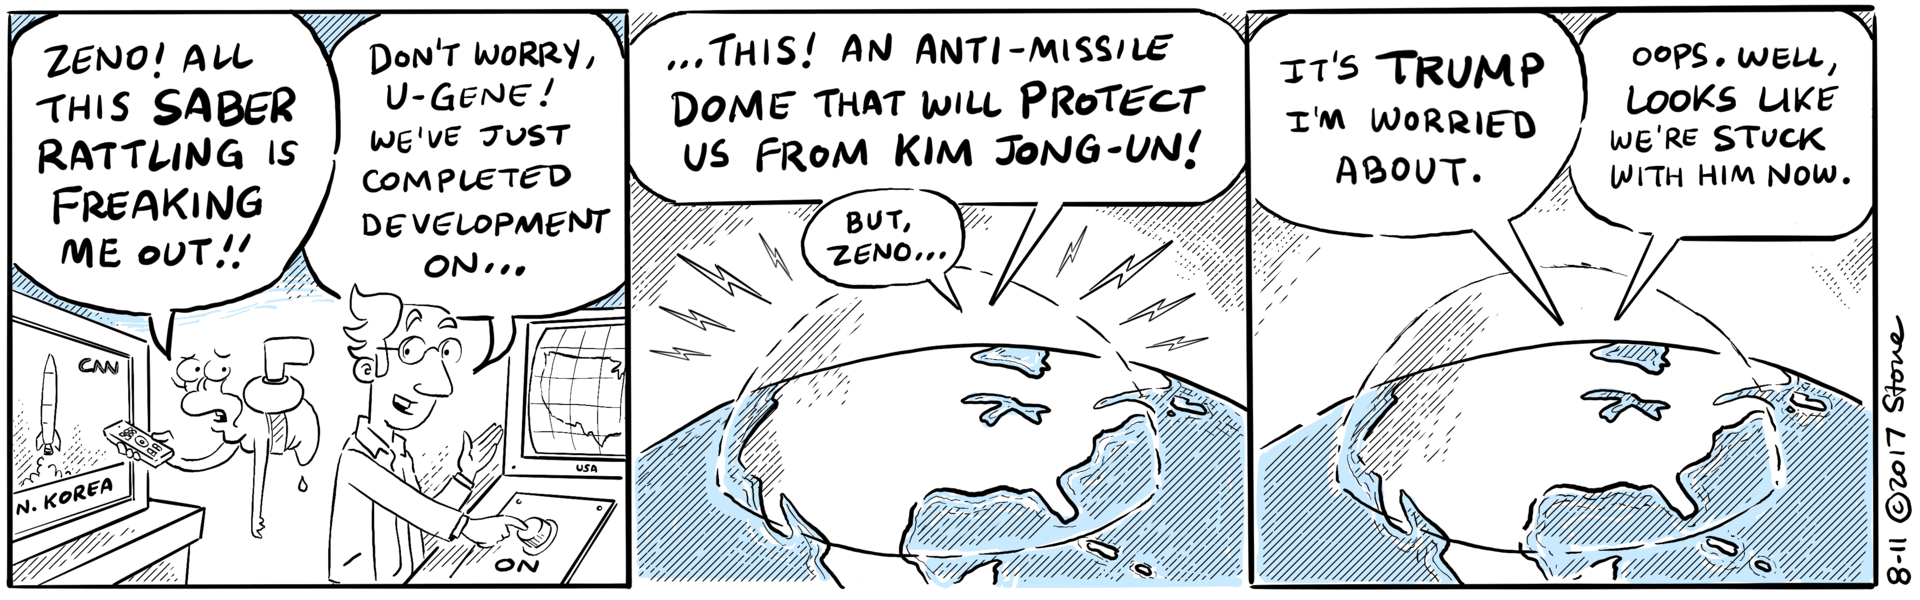 ZENO! ALL
THIS SABER
RATTLING IS
FREAKING
ME OUT!!
DON'T WORRY,
U-GENE!
WE'VE JUST
COMPLETED
DEVELOPMENT
ON...
CNN
N. KOREA
USA
ON
...THIS! AN ANTI-MISSILE
DOME THAT WILL PROTECT
US FROM KIM JONG-UN!
BUT,
ZENO...
IT'S TRUMP
I'M WORRIED
ABOUT.
OOPS. WELL,
LOOKS LIKE
WE'RE STUCK
WITH HIM NOW.
8-11 ©2017 Stone